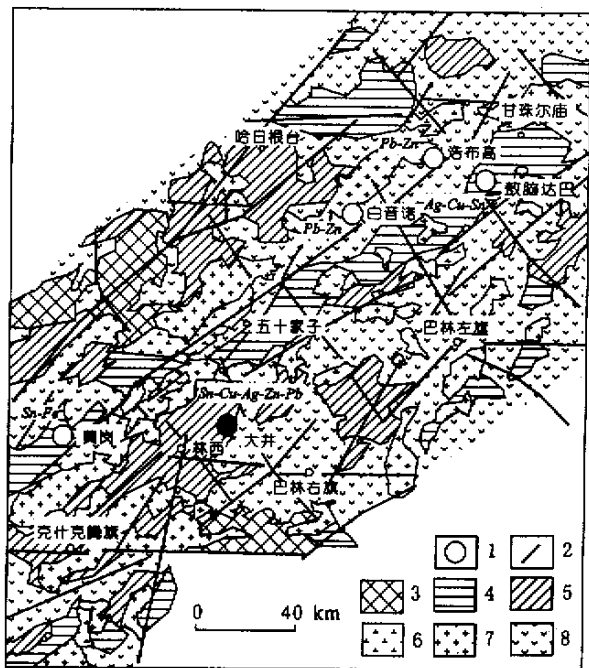 甘珠尔庙
哈日根台
Pb-Zn
浩布高
敖脑达巴
白音诺
Ag-Cu-Sn
Pb-Zn
五十家子
巴林左旗
Sn-Cu-Ag-Zn-Pb
Sn-Fe
黄岗
大井
林西
巴林右旗
克什克腾旗
1
2
3
4
5
0 40 km
6
7
8